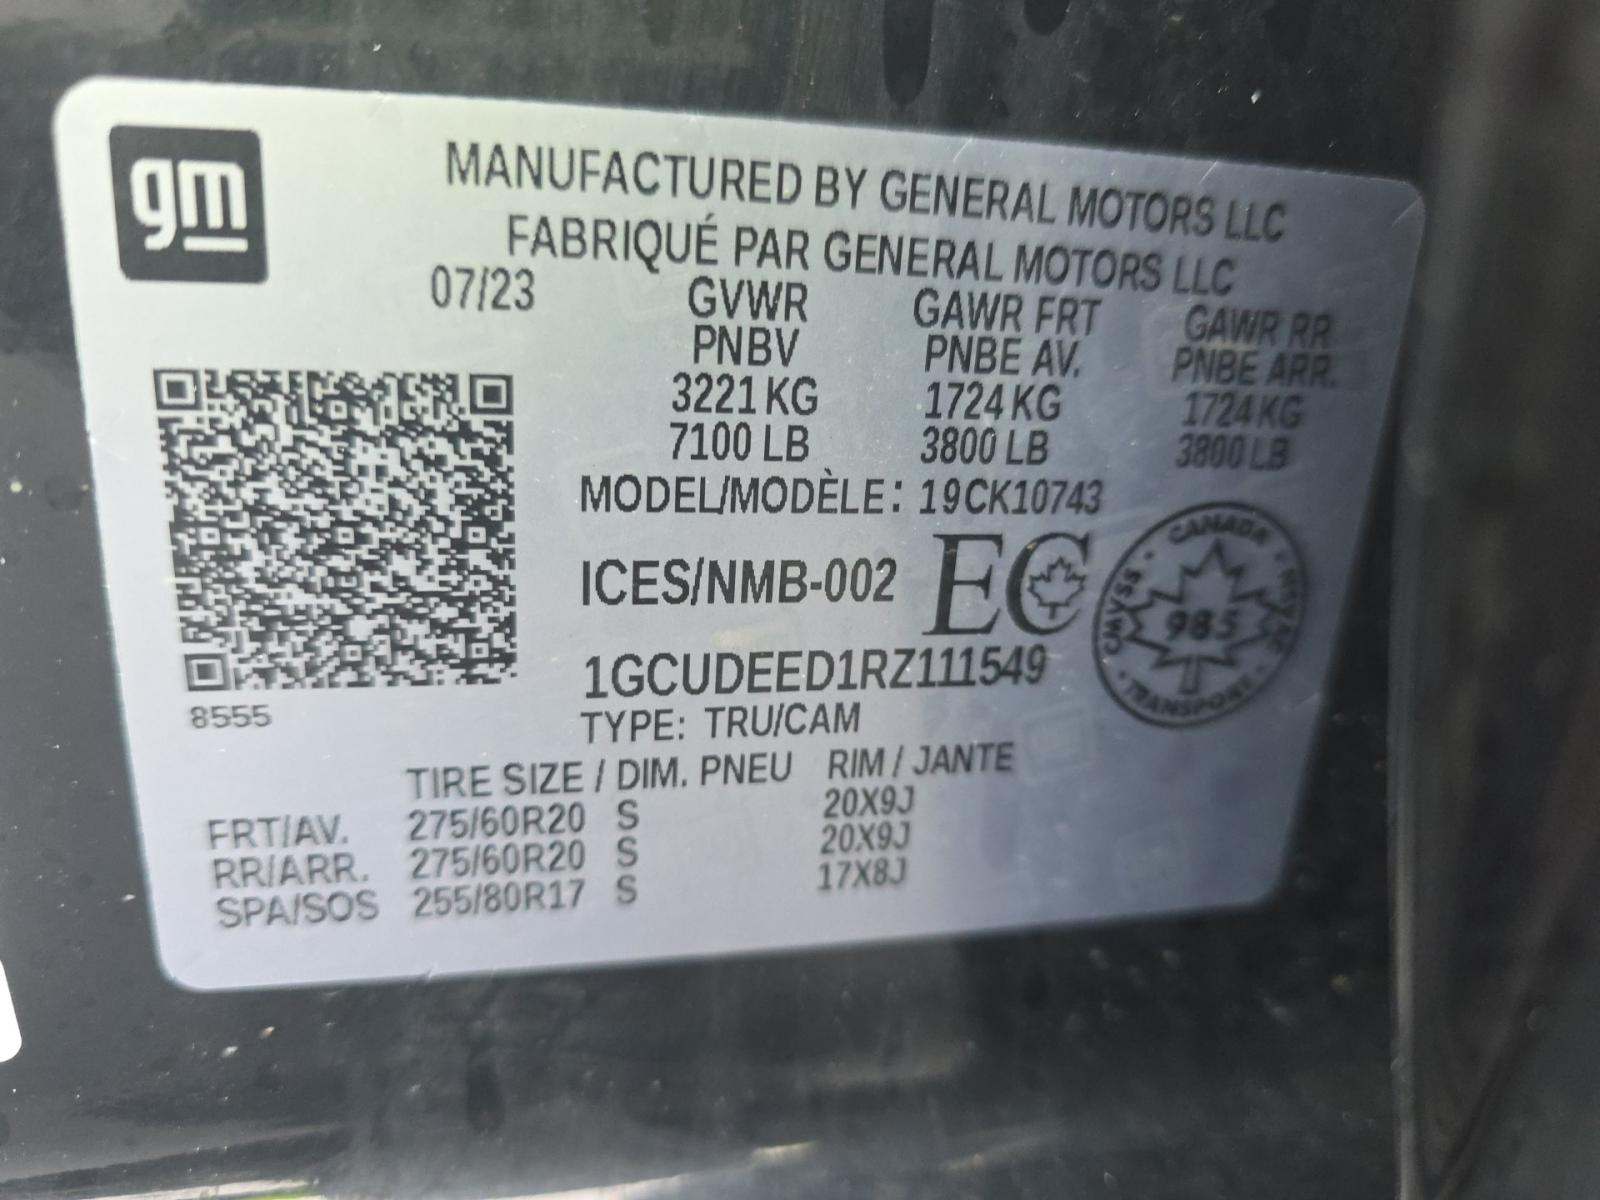 gm
MANUFACTURED BY GENERAL MOTORS LLC
FABRIQUÉ PAR GENERAL MOTORS LLC
07/23 GVWR GAWR FRT GAWR RR
PNBV PNBE AV. PNBE ARR.
3221 KG 1724 KG 1724 KG
7100 LB 3800 LB 3800 LB
MODEL/MODÈLE: 19CK10743
ICES/NMB-002 EC
CANADA
CMVSS 985 NSVAC
TRANSPORT
1GCUDEED1RZ111549
8555
TYPE: TRU/CAM
TIRE SIZE / DIM. PNEU RIM / JANTE
FRT/AV. 275/60R20 S 20X9J
RR/ARR. 275/60R20 S 20X9J
SPA/SOS 255/80R17 S 17X8J